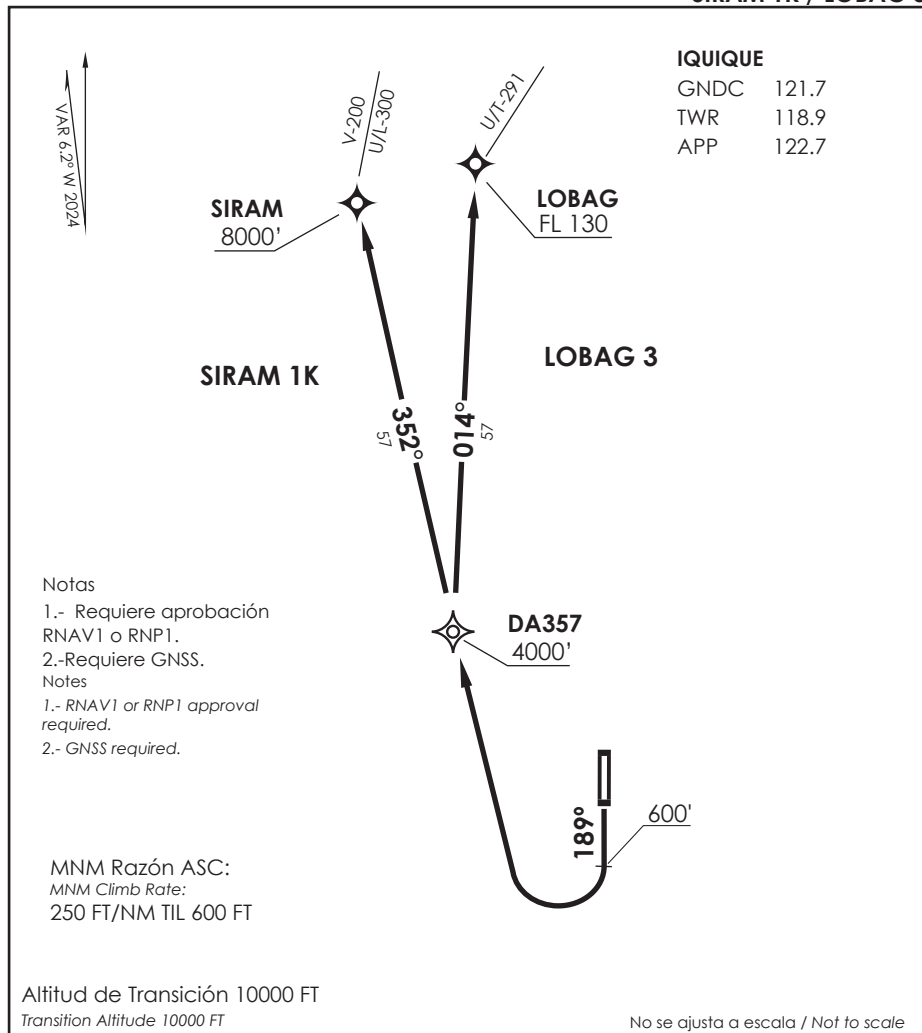 IQUIQUE
GNDC 121.7
TWR 118.9
APP 122.7
VAR 6.2° W 2024
V-200
U/L-300
U/T-291
SIRAM
8000'
LOBAG
FL 130
SIRAM 1K
LOBAG 3
352°
57
014°
57
Notas
1.- Requiere aprobación
RNAV1 o RNP1.
2.-Requiere GNSS.
Notes
1.- RNAV1 or RNP1 approval
required.
2.- GNSS required.
DA357
4000'
189°
600'
MNM Razón ASC:
MNM Climb Rate:
250 FT/NM TIL 600 FT
Altitud de Transición 10000 FT
Transition Altitude 10000 FT
No se ajusta a escala / Not to scale